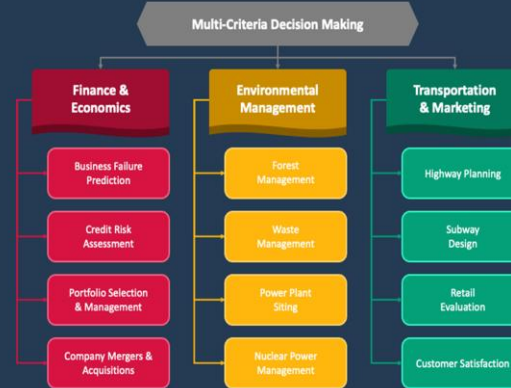 Multi-Criteria Decision Making
Finance &
Economics
Business Failure
Prediction
Credit Risk
Assessment
Portfolio Selection
& Management
Company Mergers &
Acquisitions
Environmental
Management
Forest
Management
Waste
Management
Power Plant
Siting
Nuclear Power
Management
Transportation
& Marketing
Highway Planning
Subway
Design
Retail
Evaluation
Customer Satisfaction